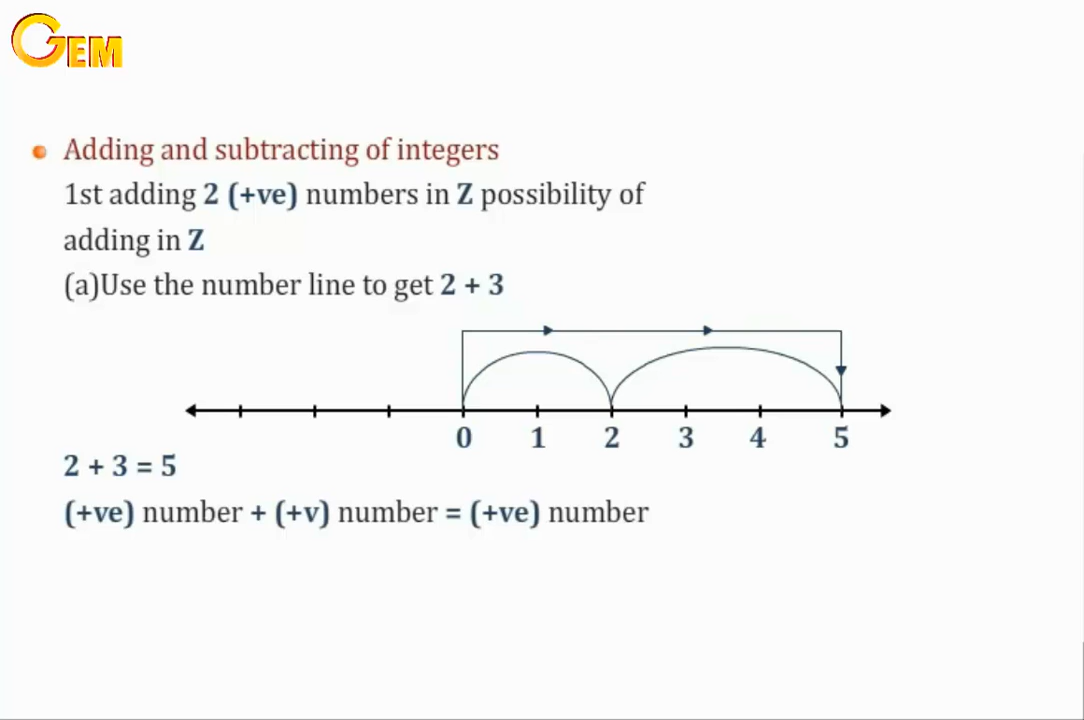 GEM
Adding and subtracting of integers
1st adding 2 (+ve) numbers in Z possibility of
adding in Z
(a)Use the number line to get 2 + 3
0 1 2 3 4 5
2 + 3 = 5
(+ve) number + (+v) number = (+ve) number